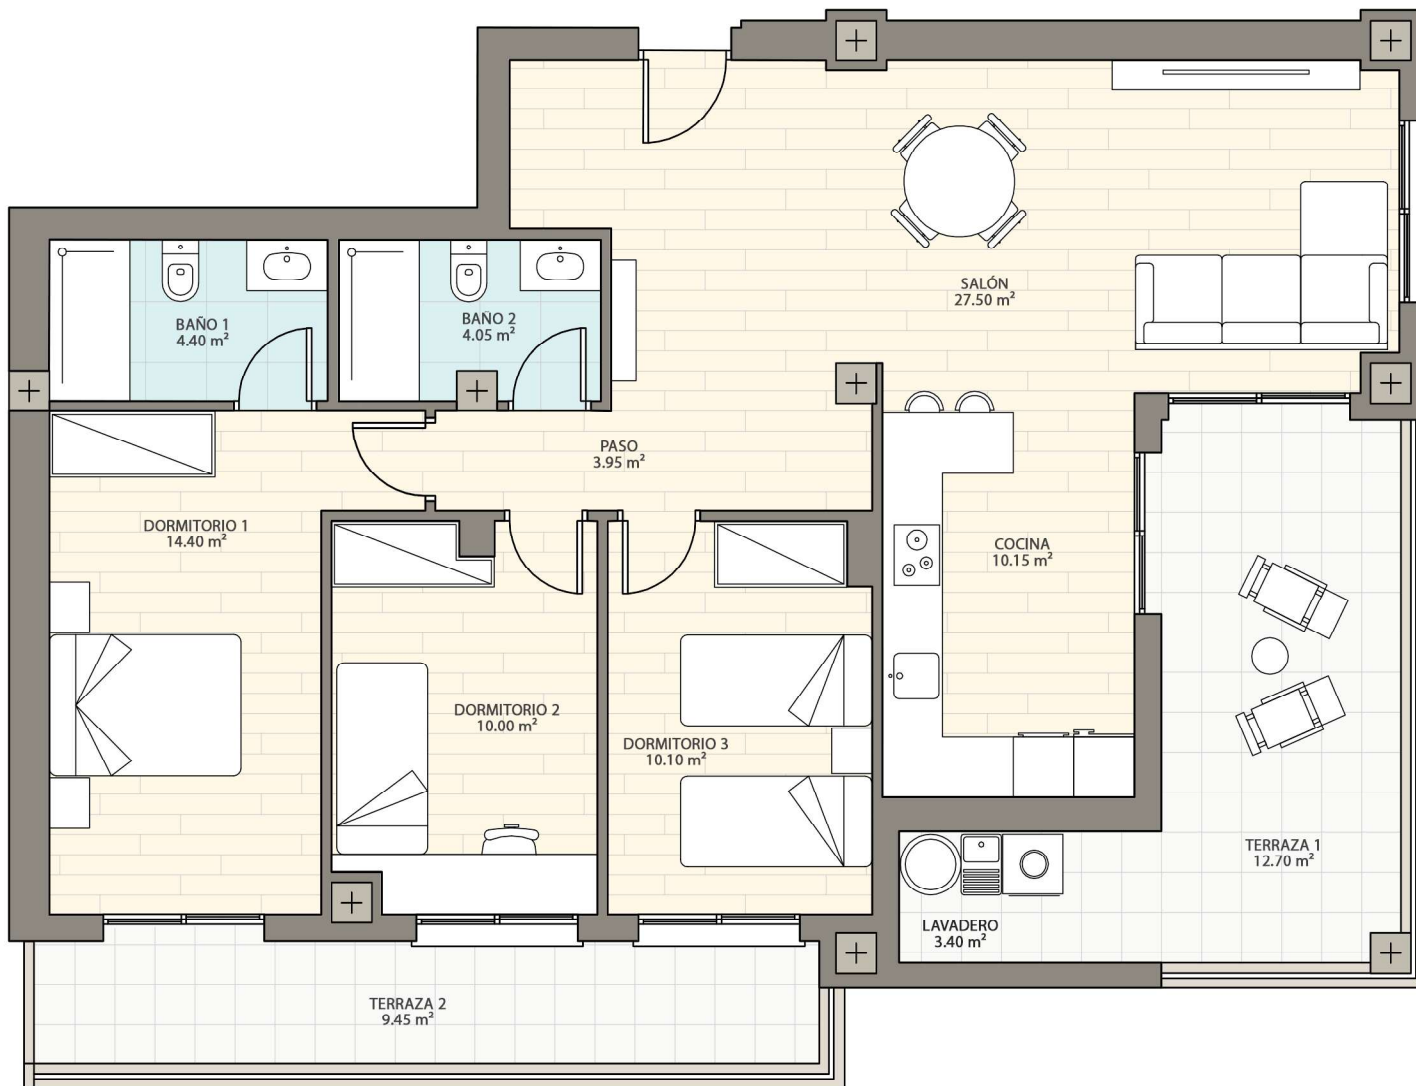 SALÓN
27.50 m²
BAÑO 1
4.40 m²
BAÑO 2
4.05 m²
PASO
3.95 m²
DORMITORIO 1
14.40 m²
COCINA
10.15 m²
DORMITORIO 2
10.00 m²
DORMITORIO 3
10.10 m²
TERRAZA 1
12.70 m²
LAVADERO
3.40 m²
TERRAZA 2
9.45 m²